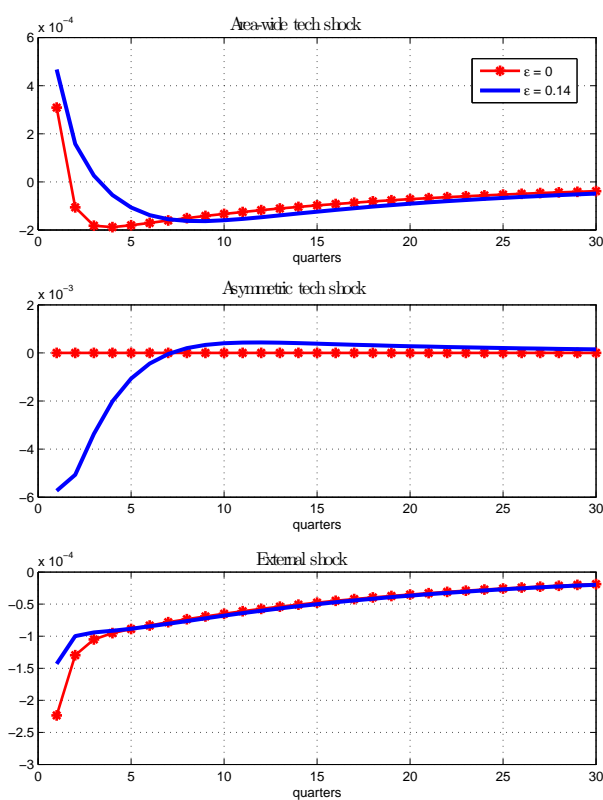 Area-wide tech shock
x 10⁻⁴
6
4
2
0
−2
ε = 0
ε = 0.14
0 5 10 15 20 25 30
quarters
Asymmetric tech shock
x 10⁻³
2
0
−2
−4
−6
0 5 10 15 20 25 30
quarters
External shock
x 10⁻⁴
0
−0.5
−1
−1.5
−2
−2.5
−3
0 5 10 15 20 25 30
quarters